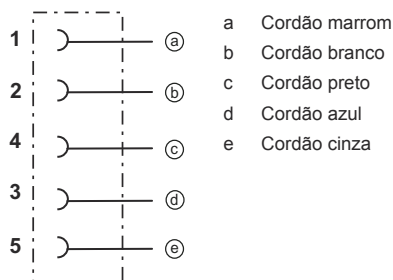 1 a
2 b
4 c
3 d
5 e
a Cordão marrom
b Cordão branco
c Cordão preto
d Cordão azul
e Cordão cinza